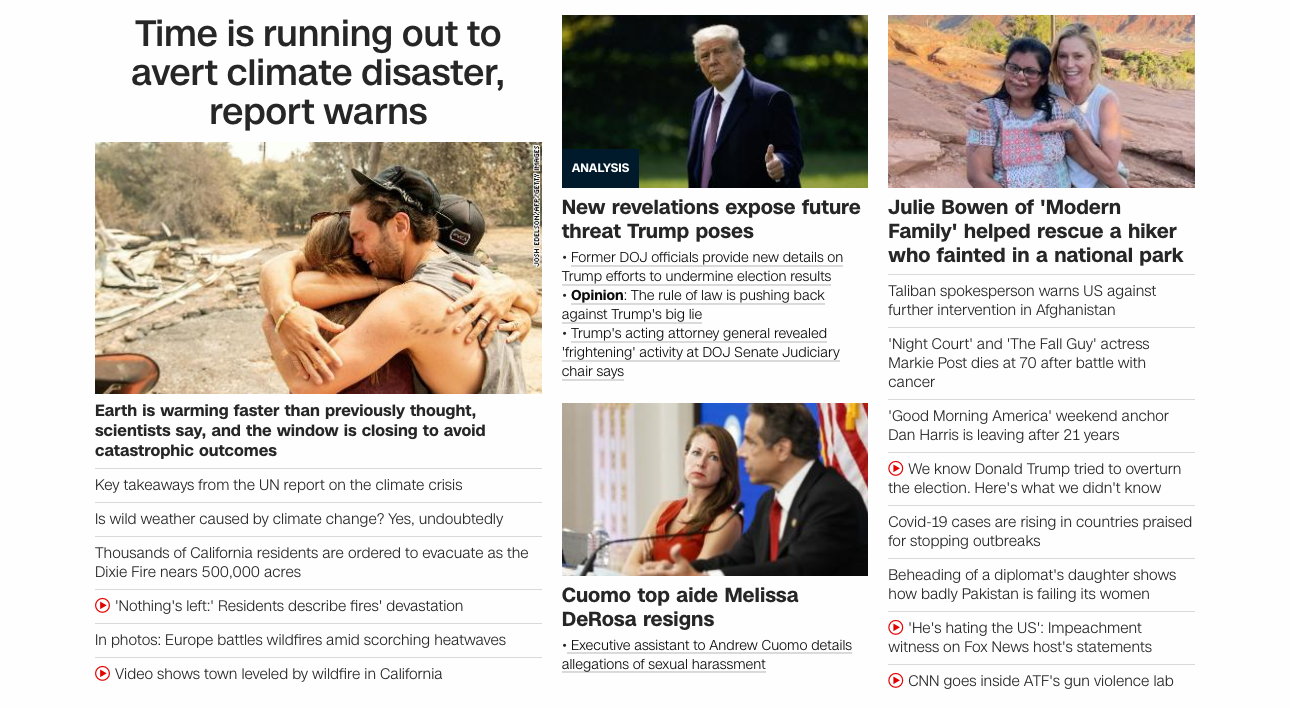 Time is running out to
avert climate disaster,
report warns
JOSH EDELSON/AFP/GETTY IMAGES
Earth is warming faster than previously thought,
scientists say, and the window is closing to avoid
catastrophic outcomes
Key takeaways from the UN report on the climate crisis
Is wild weather caused by climate change? Yes, undoubtedly
Thousands of California residents are ordered to evacuate as the
Dixie Fire nears 500,000 acres
'Nothing's left:' Residents describe fires' devastation
In photos: Europe battles wildfires amid scorching heatwaves
Video shows town leveled by wildfire in California
ANALYSIS
New revelations expose future
threat Trump poses
• Former DOJ officials provide new details on
Trump efforts to undermine election results
• Opinion: The rule of law is pushing back
against Trump's big lie
• Trump's acting attorney general revealed
'frightening' activity at DOJ Senate Judiciary
chair says
Cuomo top aide Melissa
DeRosa resigns
• Executive assistant to Andrew Cuomo details
allegations of sexual harassment
Julie Bowen of 'Modern
Family' helped rescue a hiker
who fainted in a national park
Taliban spokesperson warns US against
further intervention in Afghanistan
'Night Court' and 'The Fall Guy' actress
Markie Post dies at 70 after battle with
cancer
'Good Morning America' weekend anchor
Dan Harris is leaving after 21 years
We know Donald Trump tried to overturn
the election. Here's what we didn't know
Covid-19 cases are rising in countries praised
for stopping outbreaks
Beheading of a diplomat's daughter shows
how badly Pakistan is failing its women
'He's hating the US': Impeachment
witness on Fox News host's statements
CNN goes inside ATF's gun violence lab